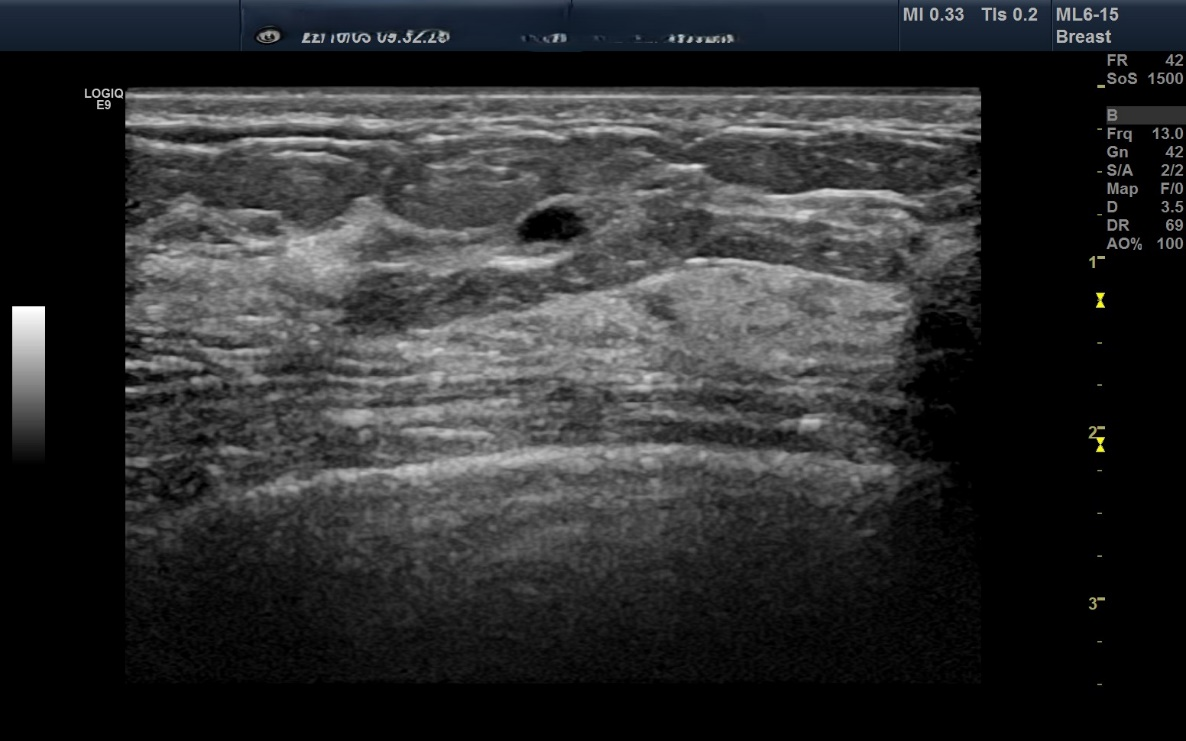 MI 0.33 TIs 0.2
ML6-15
Breast
LOGIQ
E9
FR 42
SoS 1500
B
Frq 13.0
Gn 42
S/A 2/2
Map F/0
D 3.5
DR 69
AO% 100
1
2
3